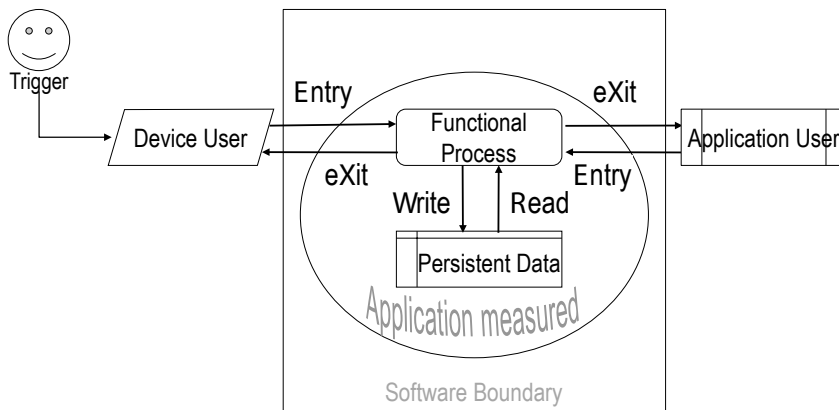 Trigger
Entry
eXit
Device User
Functional
Process
Application User
eXit
Entry
Write
Read
Persistent Data
Application measured
Software Boundary